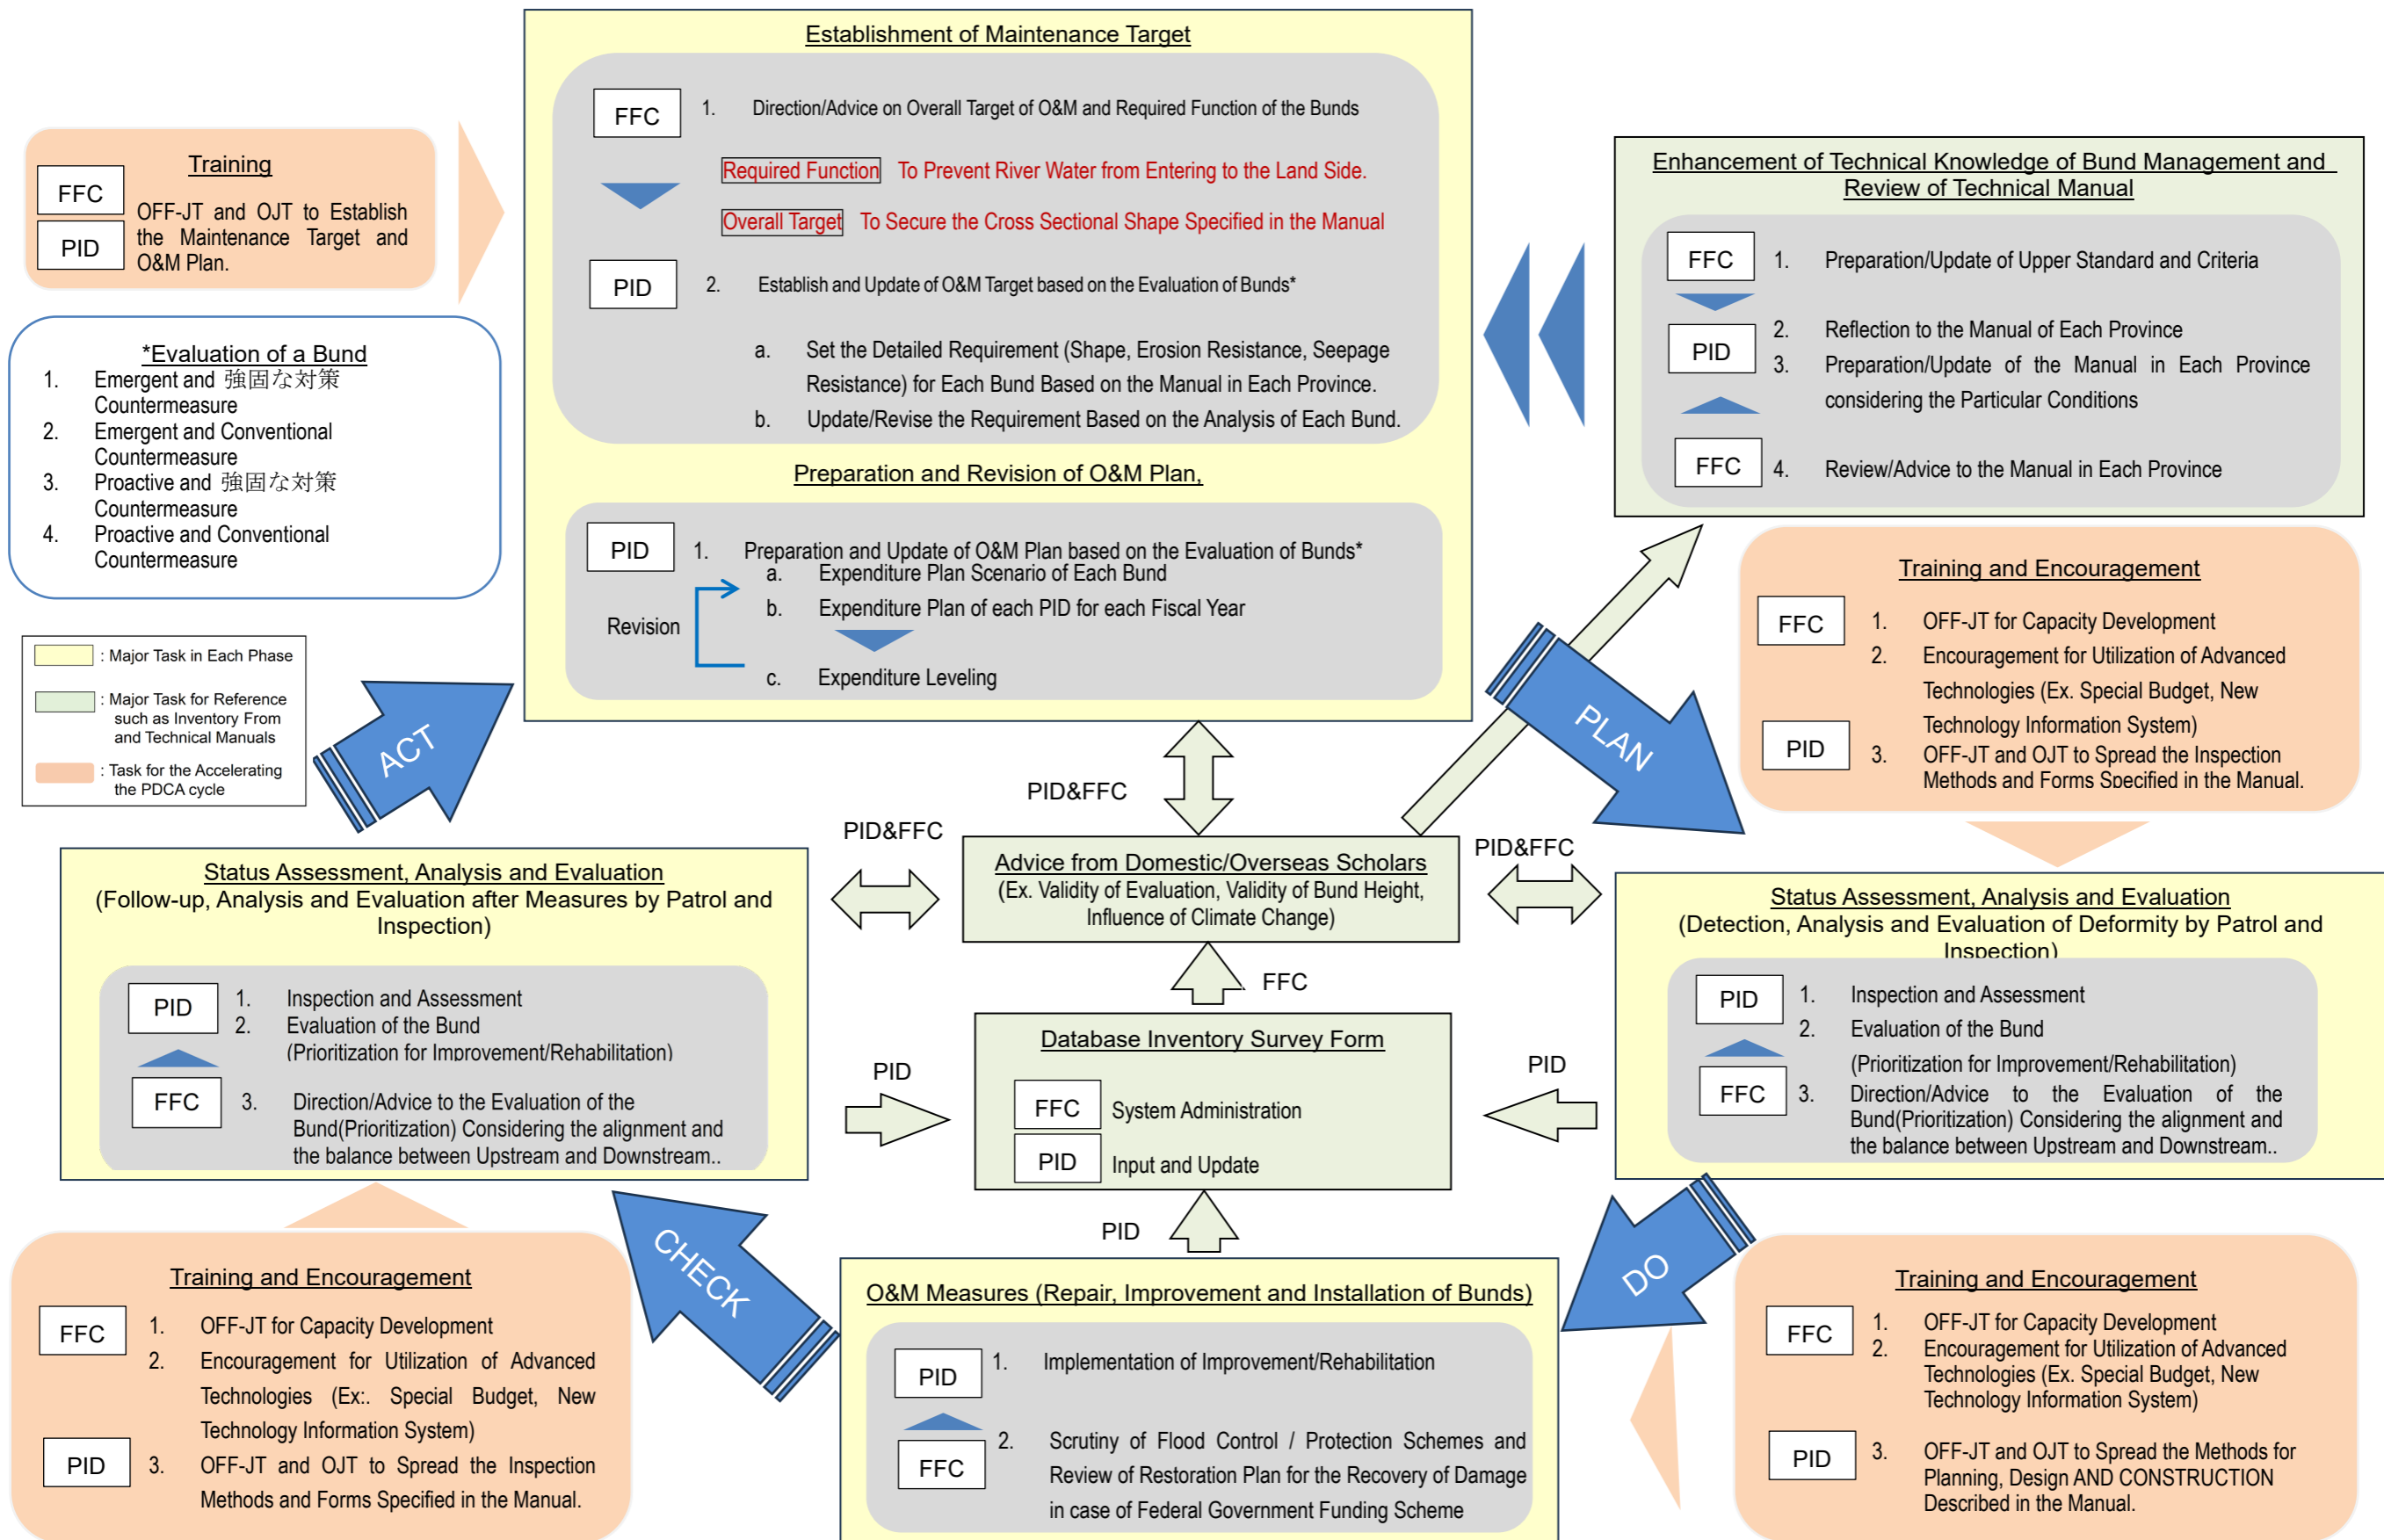 Establishment of Maintenance Target
FFC
1. Direction/Advice on Overall Target of O&M and Required Function of the Bunds
Required Function To Prevent River Water from Entering to the Land Side.
Overall Target To Secure the Cross Sectional Shape Specified in the Manual
PID
2. Establish and Update of O&M Target based on the Evaluation of Bunds*
a. Set the Detailed Requirement (Shape, Erosion Resistance, Seepage
Resistance) for Each Bund Based on the Manual in Each Province.
b. Update/Revise the Requirement Based on the Analysis of Each Bund.
Preparation and Revision of O&M Plan,
PID
1. Preparation and Update of O&M Plan based on the Evaluation of Bunds*
a. Expenditure Plan Scenario of Each Bund
b. Expenditure Plan of each PID for each Fiscal Year
Revision
c. Expenditure Leveling
Training
FFC
PID
OFF-JT and OJT to Establish
the Maintenance Target and
O&M Plan.
*Evaluation of a Bund
1. Emergent and 強固な対策
Countermeasure
2. Emergent and Conventional
Countermeasure
3. Proactive and 強固な対策
Countermeasure
4. Proactive and Conventional
Countermeasure
: Major Task in Each Phase
: Major Task for Reference
such as Inventory From
and Technical Manuals
: Task for the Accelerating
the PDCA cycle
Enhancement of Technical Knowledge of Bund Management and
Review of Technical Manual
FFC
1. Preparation/Update of Upper Standard and Criteria
PID
2. Reflection to the Manual of Each Province
3. Preparation/Update of the Manual in Each Province
considering the Particular Conditions
FFC
4. Review/Advice to the Manual in Each Province
Training and Encouragement
FFC
1. OFF-JT for Capacity Development
2. Encouragement for Utilization of Advanced
Technologies (Ex. Special Budget, New
Technology Information System)
PID
3. OFF-JT and OJT to Spread the Inspection
Methods and Forms Specified in the Manual.
ACT
PLAN
PID&FFC
PID&FFC
PID&FFC
Advice from Domestic/Overseas Scholars
(Ex. Validity of Evaluation, Validity of Bund Height,
Influence of Climate Change)
FFC
Database Inventory Survey Form
FFC System Administration
PID Input and Update
PID
PID
PID
Status Assessment, Analysis and Evaluation
(Follow-up, Analysis and Evaluation after Measures by Patrol and
Inspection)
PID
1. Inspection and Assessment
2. Evaluation of the Bund
(Prioritization for Improvement/Rehabilitation)
FFC
3. Direction/Advice to the Evaluation of the
Bund(Prioritization) Considering the alignment and
the balance between Upstream and Downstream..
Status Assessment, Analysis and Evaluation
(Detection, Analysis and Evaluation of Deformity by Patrol and
Inspection)
PID
1. Inspection and Assessment
2. Evaluation of the Bund
(Prioritization for Improvement/Rehabilitation)
FFC
3. Direction/Advice to the Evaluation of the
Bund(Prioritization) Considering the alignment and
the balance between Upstream and Downstream..
CHECK
DO
Training and Encouragement
FFC
1. OFF-JT for Capacity Development
2. Encouragement for Utilization of Advanced
Technologies (Ex:. Special Budget, New
Technology Information System)
PID
3. OFF-JT and OJT to Spread the Inspection
Methods and Forms Specified in the Manual.
O&M Measures (Repair, Improvement and Installation of Bunds)
PID
1. Implementation of Improvement/Rehabilitation
FFC
2. Scrutiny of Flood Control / Protection Schemes and
Review of Restoration Plan for the Recovery of Damage
in case of Federal Government Funding Scheme
Training and Encouragement
FFC
1. OFF-JT for Capacity Development
2. Encouragement for Utilization of Advanced
Technologies (Ex. Special Budget, New
Technology Information System)
PID
3. OFF-JT and OJT to Spread the Methods for
Planning, Design AND CONSTRUCTION
Described in the Manual.